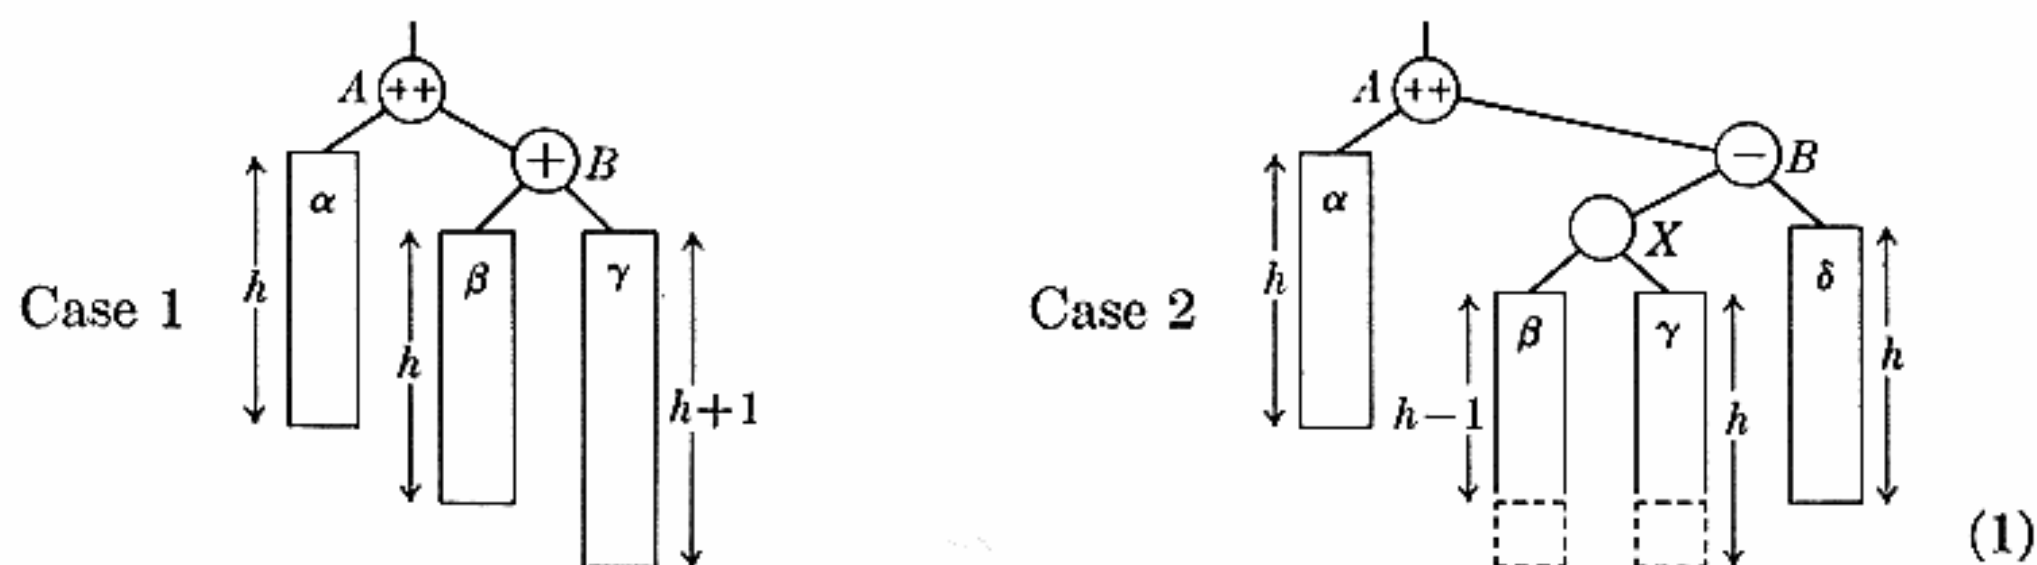 A ++ A ++
+ B − B
α α
β γ X δ
h h h h
β γ
Case 1 Case 2
h+1 h−1 h
(1)